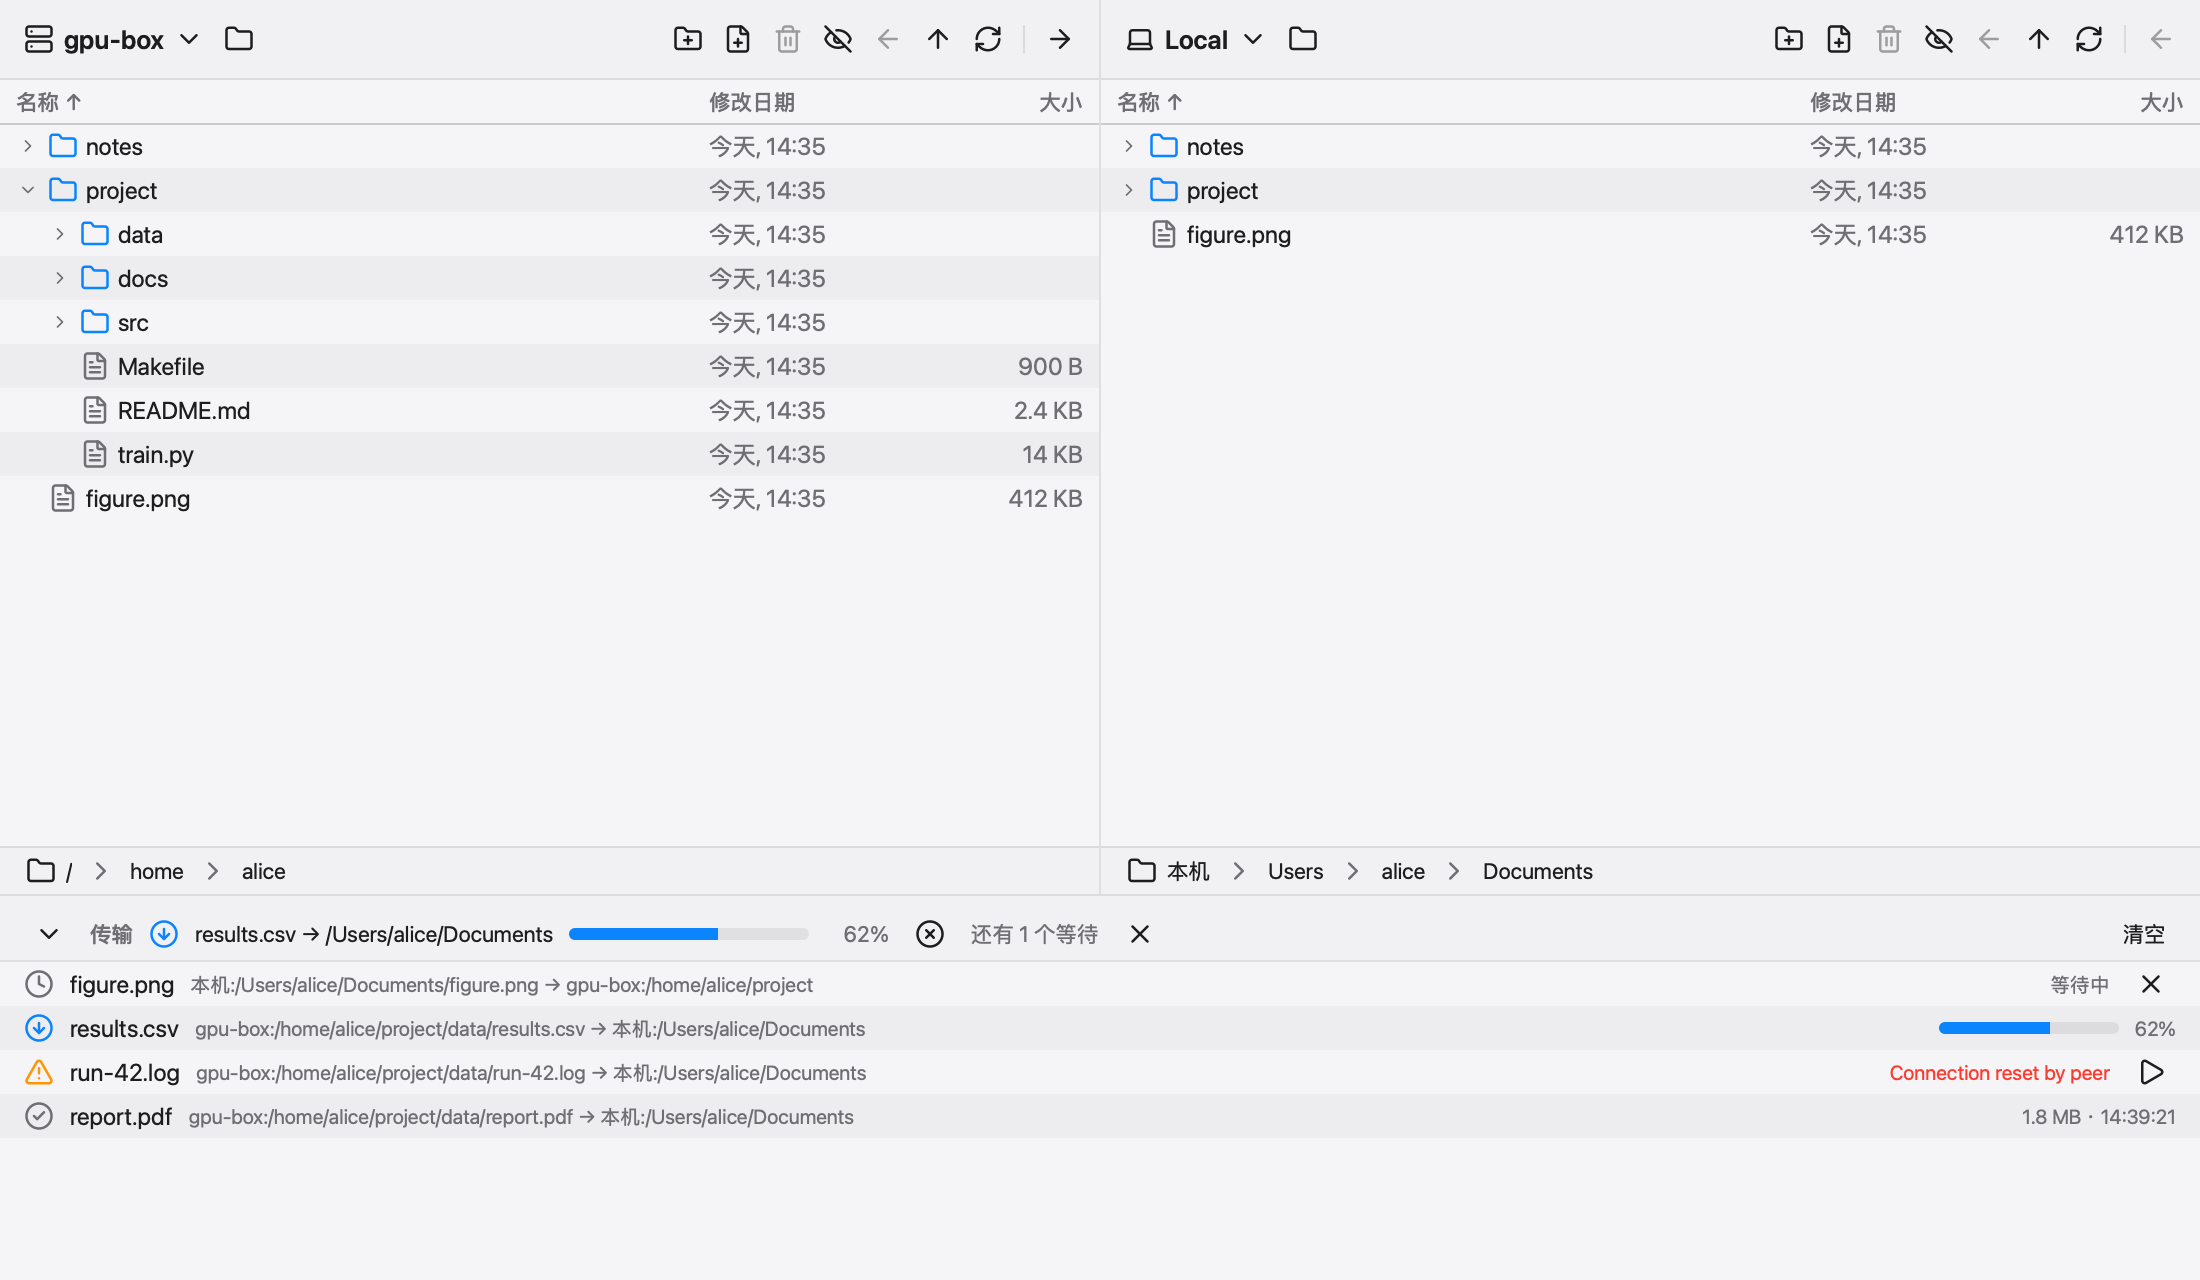 gpu-box
名称 修改日期 大小
notes 今天, 14:35
project 今天, 14:35
data 今天, 14:35
docs 今天, 14:35
src 今天, 14:35
Makefile 今天, 14:35 900 B
README.md 今天, 14:35 2.4 KB
train.py 今天, 14:35 14 KB
figure.png 今天, 14:35 412 KB
/ home alice
Local
名称 修改日期 大小
notes 今天, 14:35
project 今天, 14:35
figure.png 今天, 14:35 412 KB
本机 Users alice Documents
传输 results.csv → /Users/alice/Documents 62% 还有 1 个等待 清空
figure.png 本机:/Users/alice/Documents/figure.png → gpu-box:/home/alice/project 等待中
results.csv gpu-box:/home/alice/project/data/results.csv → 本机:/Users/alice/Documents 62%
run-42.log gpu-box:/home/alice/project/data/run-42.log → 本机:/Users/alice/Documents Connection reset by peer
report.pdf gpu-box:/home/alice/project/data/report.pdf → 本机:/Users/alice/Documents 1.8 MB · 14:39:21